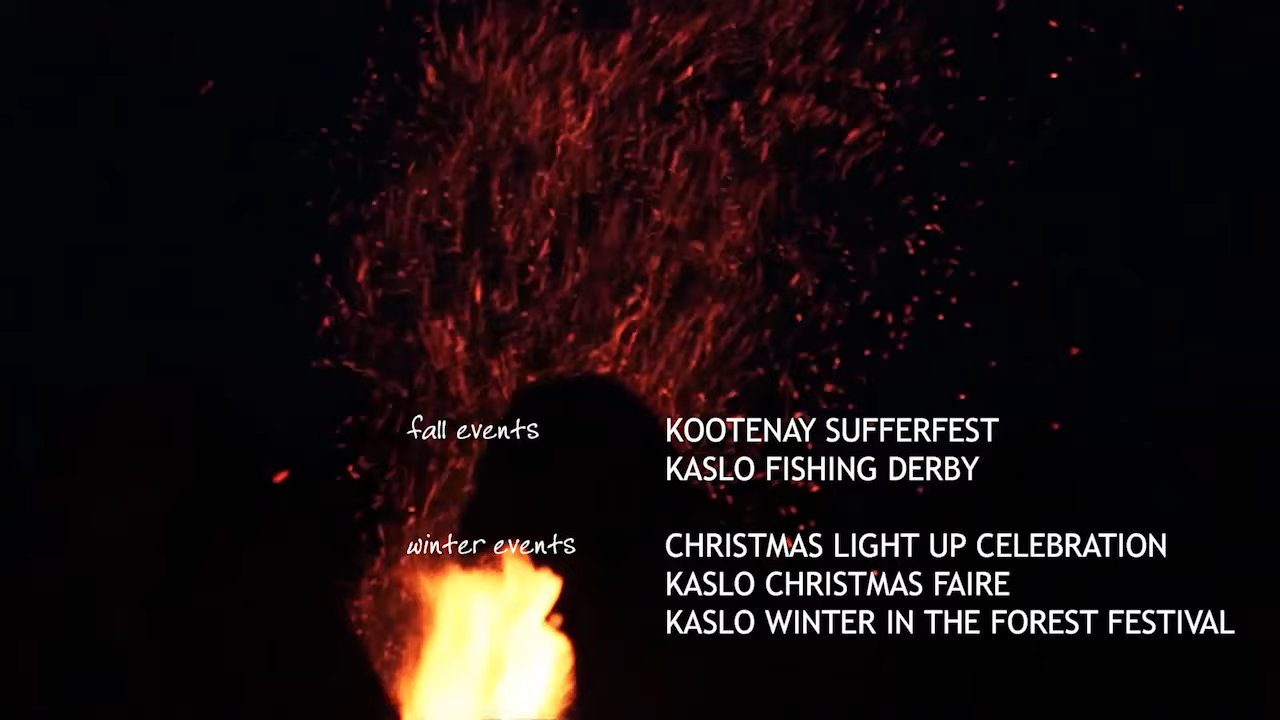 fall events KOOTENAY SUFFERFEST
KASLO FISHING DERBY
winter events CHRISTMAS LIGHT UP CELEBRATION
KASLO CHRISTMAS FAIRE
KASLO WINTER IN THE FOREST FESTIVAL